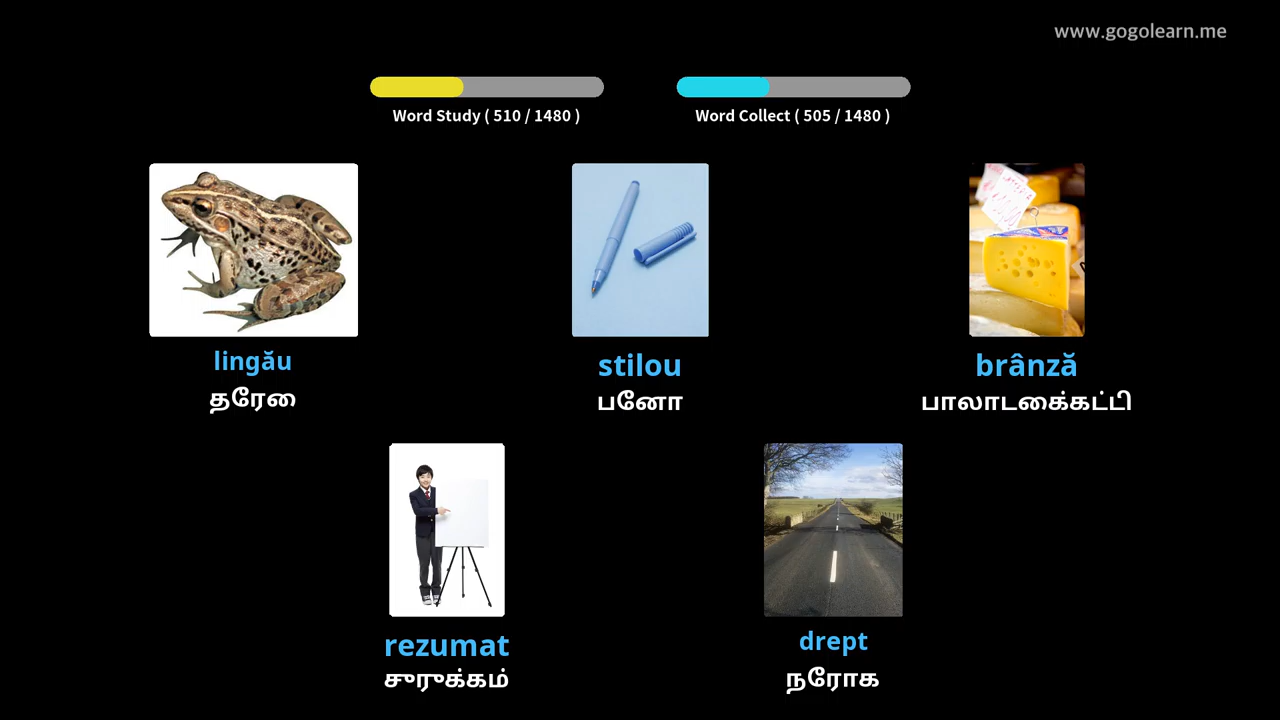 www.gogolearn.me
Word Study ( 510 / 1480 )
Word Collect ( 505 / 1480 )
lingău
தரேை
stilou
பனோ
brânză
பாலாடகை்கட்டி
rezumat
சுருக்கம்
drept
நரோக